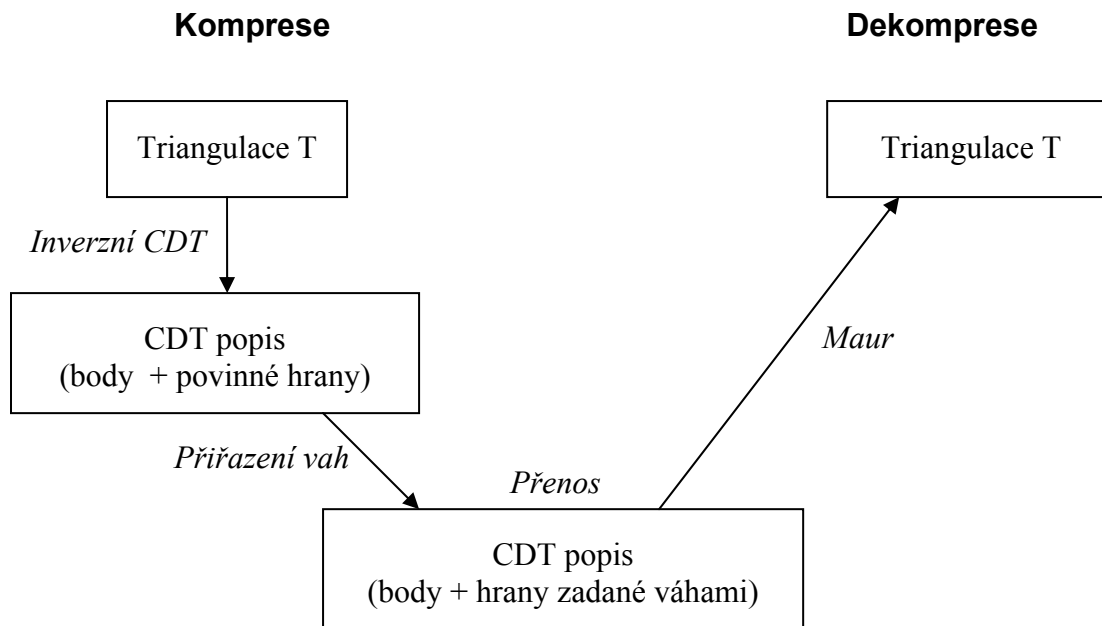 Komprese
Dekomprese
Triangulace T
Triangulace T
Inverzní CDT
CDT popis
(body + povinné hrany)
Maur
Přiřazení vah
Přenos
CDT popis
(body + hrany zadané váhami)